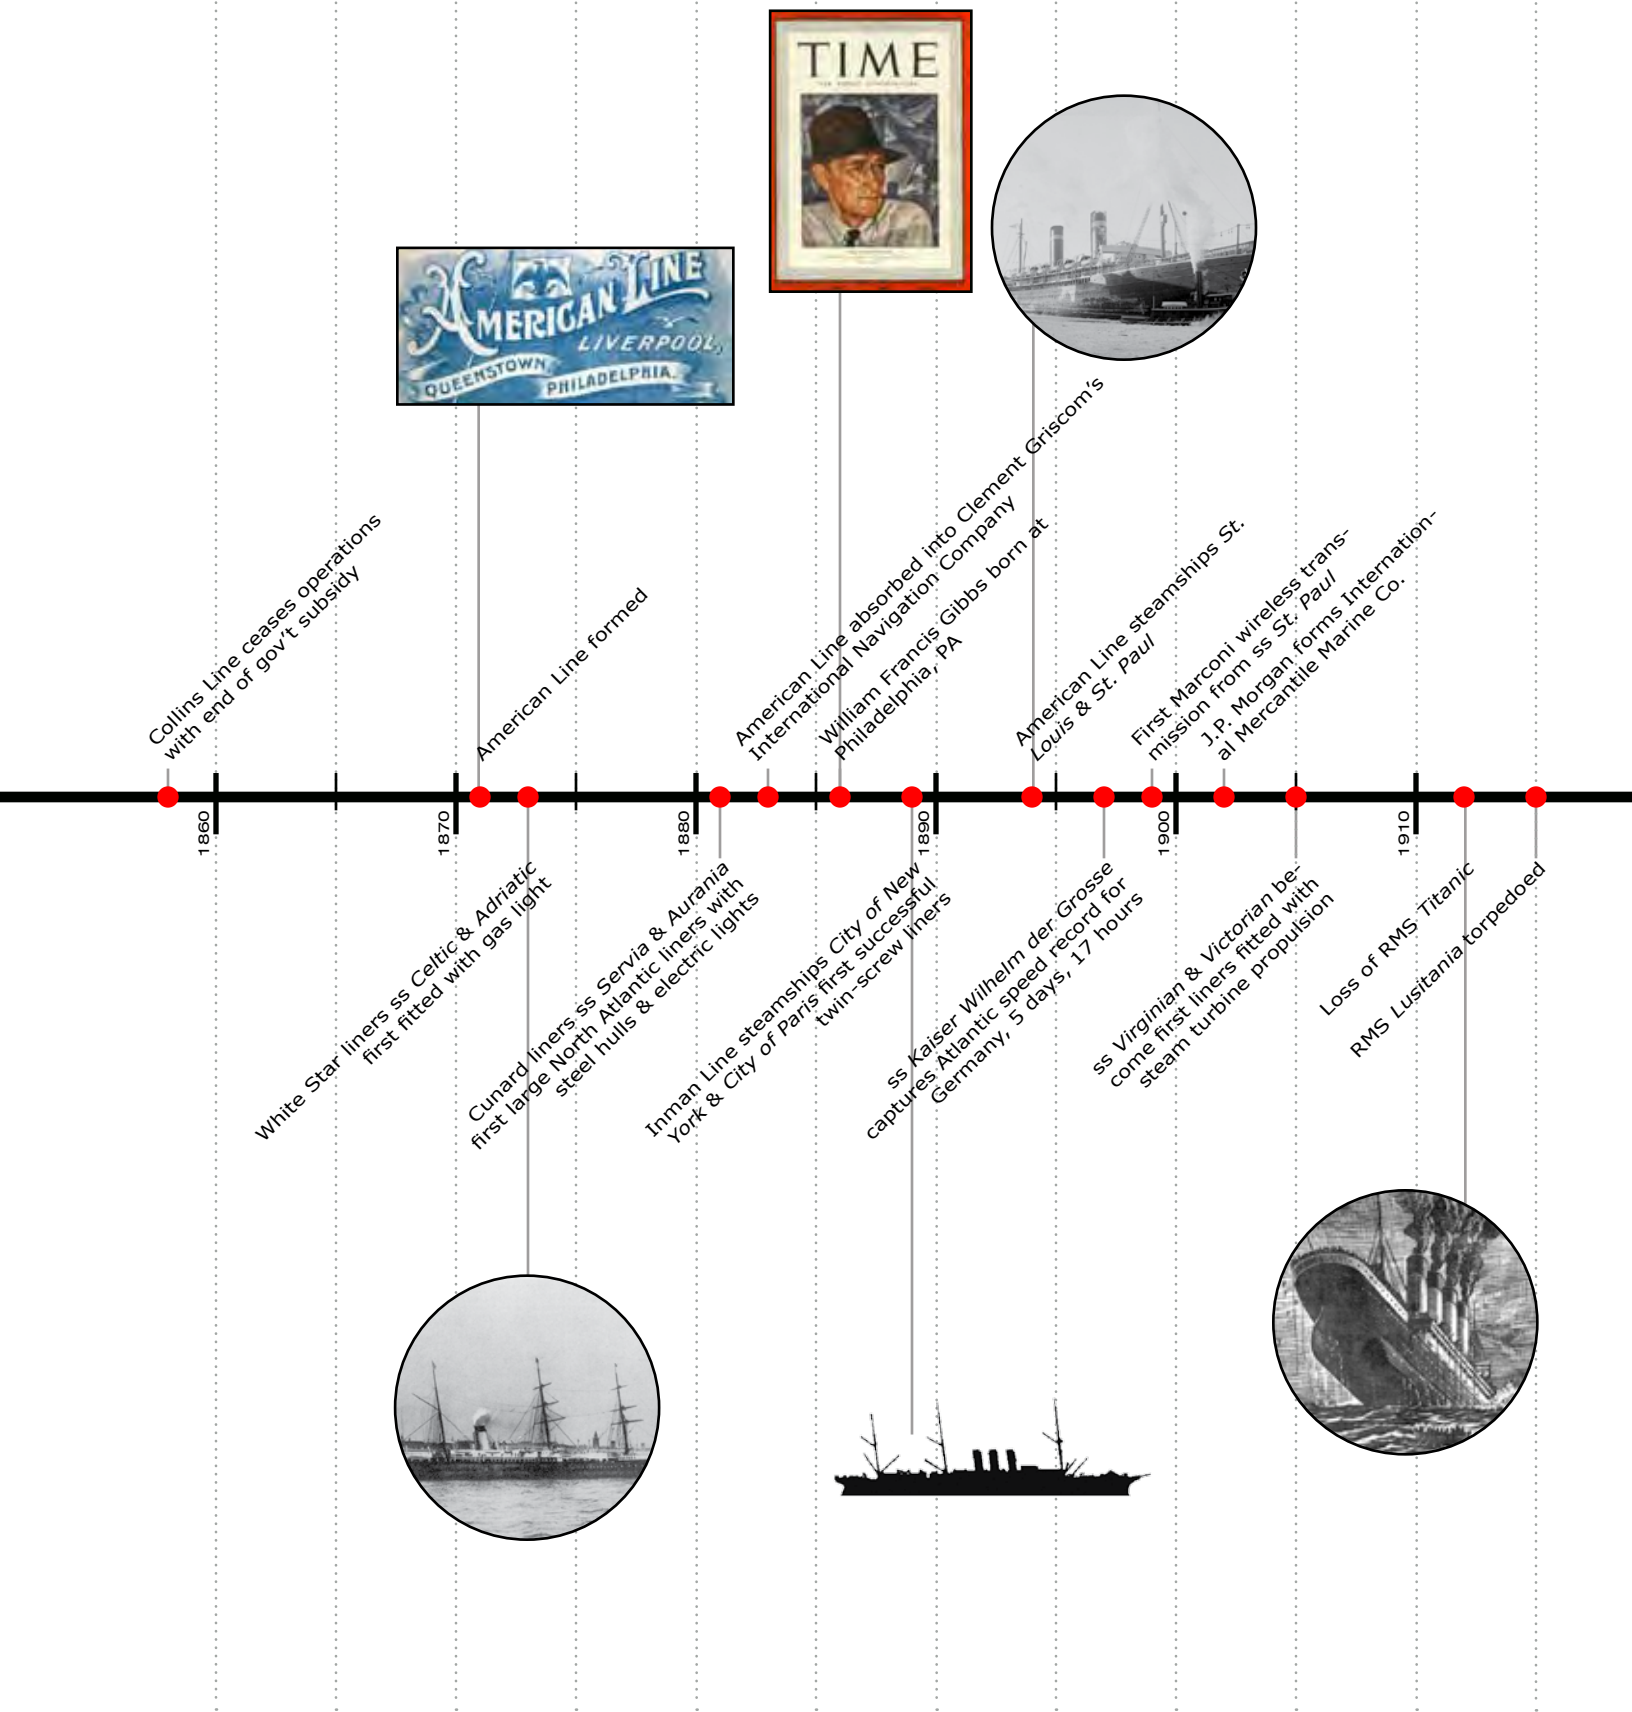 TIME
AMERICAN LINE
LIVERPOOL,
QUEENSTOWN,
PHILADELPHIA.
Collins Line ceases operations
with end of gov't subsidy
American Line formed
American Line absorbed into Clement Griscom's
International Navigation Company
William Francis Gibbs born at
Philadelphia, PA
American Line steamships St.
Louis & St. Paul
First Marconi wireless trans-
mission from ss St. Paul
J.P. Morgan forms Internation-
al Mercantile Marine Co.
1860
1870
1880
1890
1900
1910
White Star liners ss Celtic & Adriatic
first fitted with gas light
Cunard liners ss Servia & Aurania
first large North Atlantic liners with
steel hulls & electric lights
Inman Line steamships City of New
York & City of Paris first successful
twin-screw liners
ss Kaiser Wilhelm der Grosse
captures Atlantic speed record for
Germany, 5 days, 17 hours
ss Virginian & Victorian be-
come first liners fitted with
steam turbine propulsion
Loss of RMS Titanic
RMS Lusitania torpedoed